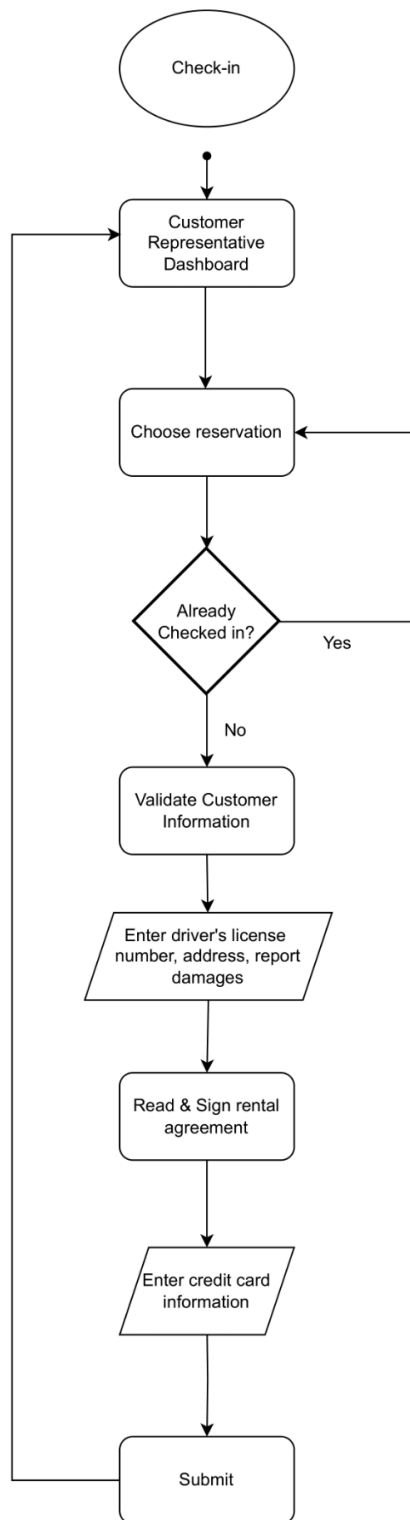 Check-in
Customer
Representative
Dashboard
Choose reservation
Already
Checked in?
Yes
No
Validate Customer
Information
Enter driver's license
number, address, report
damages
Read & Sign rental
agreement
Enter credit card
information
Submit